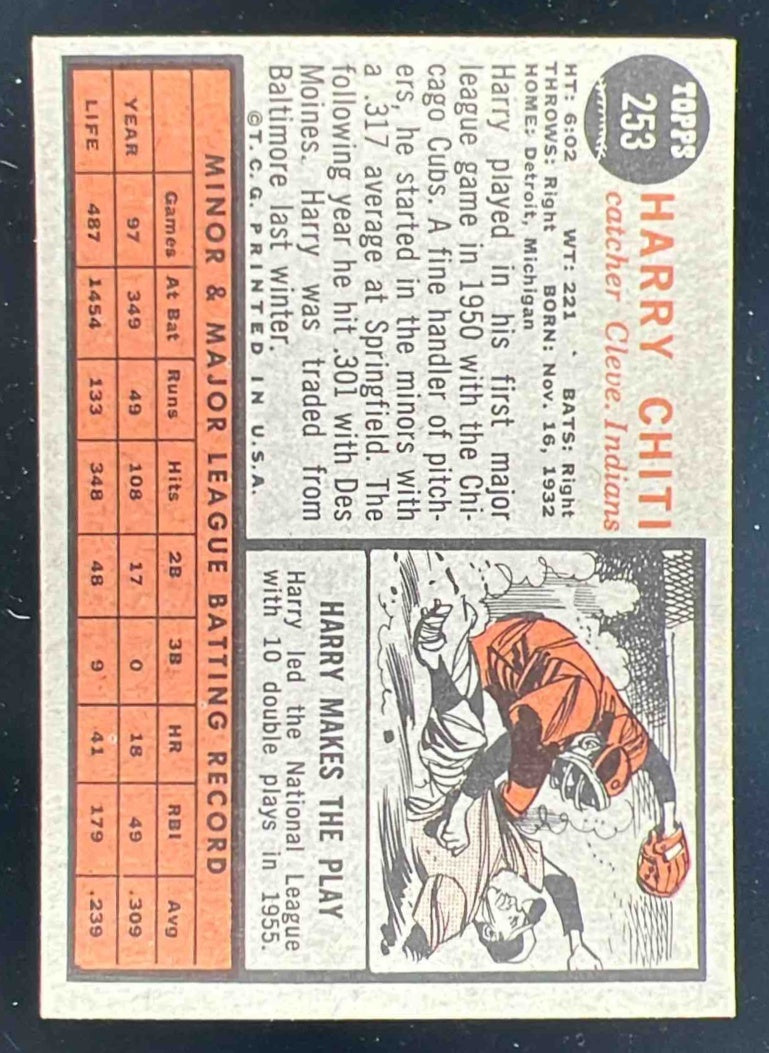 TOPPS
253
HARRY CHITI
catcher Cleve. Indians
HT: 6:02 WT: 221 · BATS: Right
THROWS: Right BORN: Nov. 16, 1932
HOME: Detroit, Michigan
Harry played in his first major
league game in 1950 with the Chi-
cago Cubs. A fine handler of pitch-
ers, he started in the minors with
a .317 average at Springfield. The
following year he hit .301 with Des
Moines. Harry was traded from
Baltimore last winter.
©T.C.G. PRINTED IN U.S.A.
HARRY MAKES THE PLAY
Harry led the National League
with 10 double plays in 1955.
MINOR & MAJOR LEAGUE BATTING RECORD
Games At Bat Runs Hits 2B 3B HR RBI Avg
YEAR 97 349 49 108 17 0 18 49 .309
LIFE 487 1454 133 348 48 9 41 179 .239